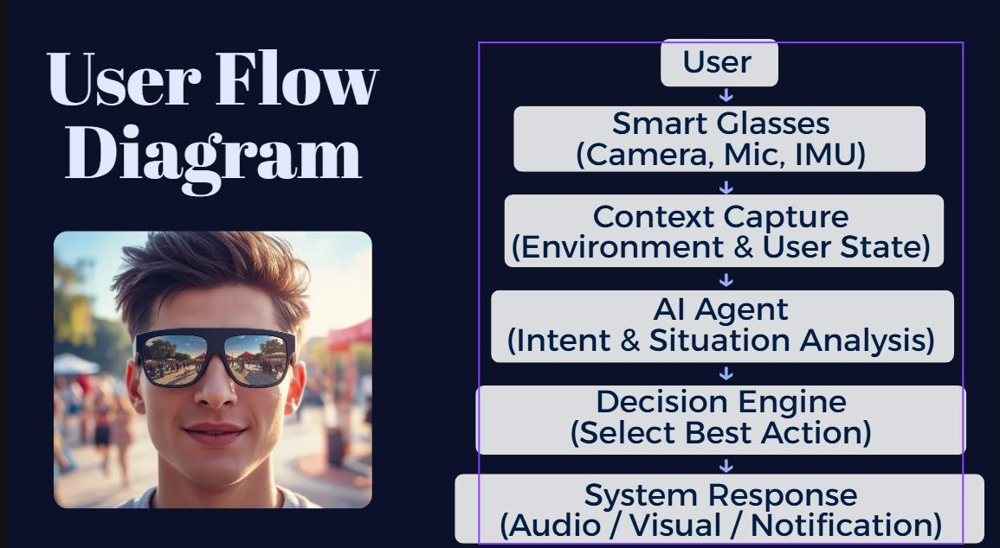 User Flow
Diagram
User
Smart Glasses
(Camera, Mic, IMU)
Context Capture
(Environment & User State)
AI Agent
(Intent & Situation Analysis)
Decision Engine
(Select Best Action)
System Response
(Audio / Visual / Notification)